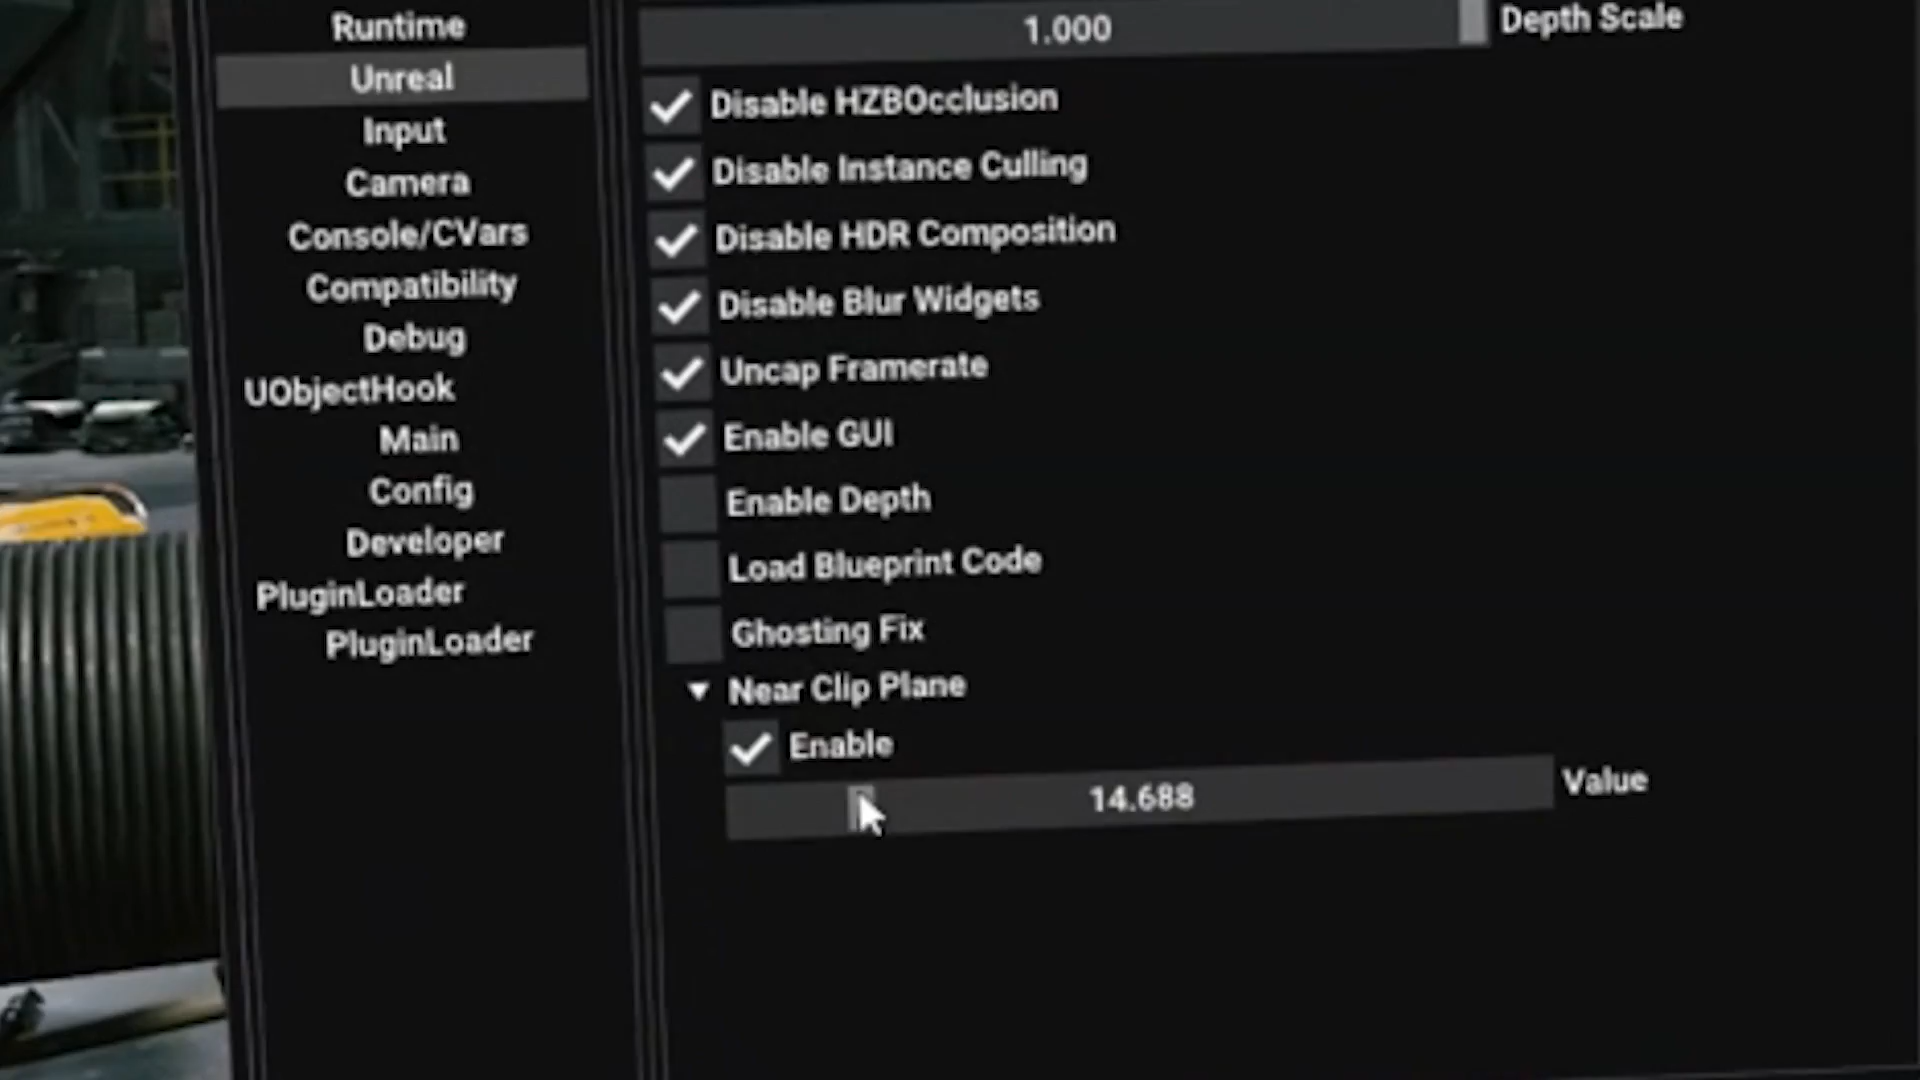 Runtime
Unreal
Input
Camera
Console/CVars
Compatibility
Debug
UObjectHook
Main
Config
Developer
PluginLoader
PluginLoader
1.000 Depth Scale
Disable HZBOcclusion
Disable Instance Culling
Disable HDR Composition
Disable Blur Widgets
Uncap Framerate
Enable GUI
Enable Depth
Load Blueprint Code
Ghosting Fix
Near Clip Plane
Enable
14.688 Value